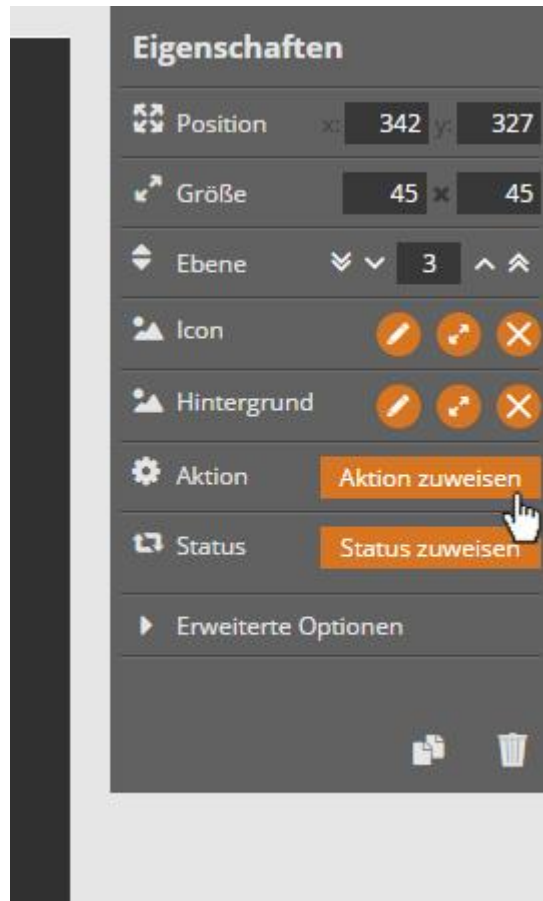 Eigenschaften
Position x: 342 y: 327
Größe 45 × 45
Ebene 3
Icon
Hintergrund
Aktion Aktion zuweisen
Status Status zuweisen
Erweiterte Optionen